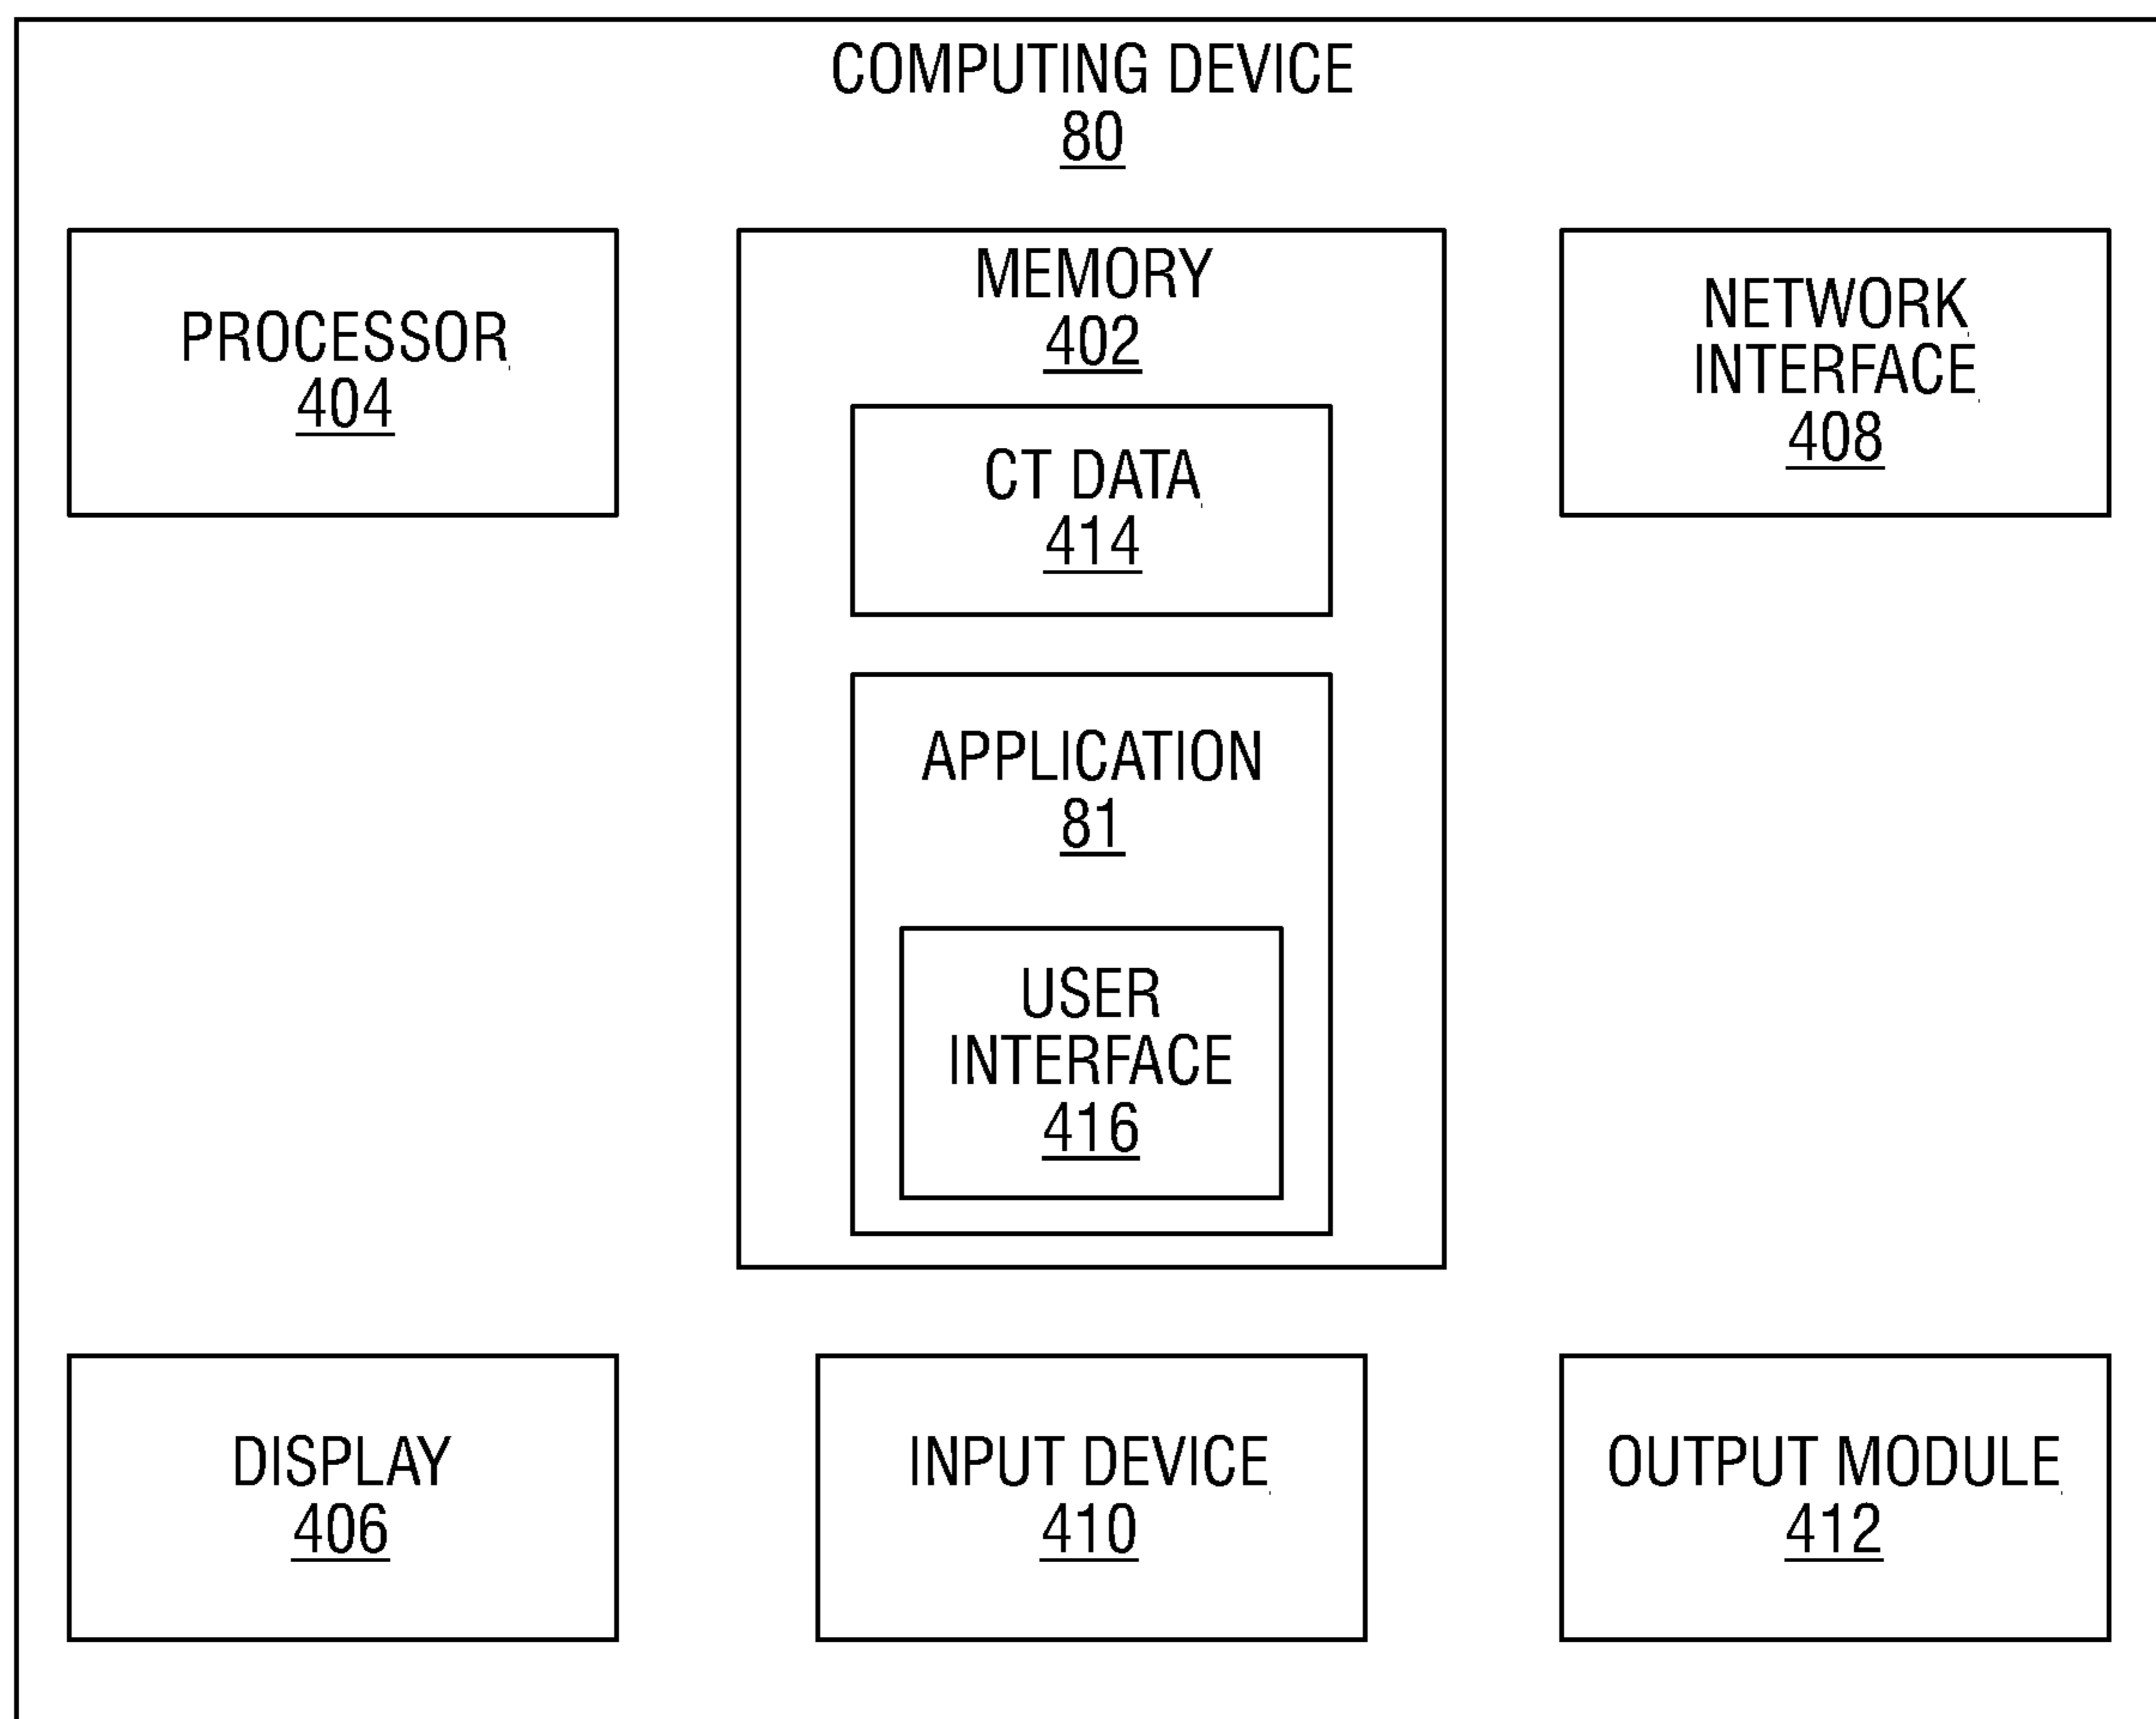 COMPUTING DEVICE
80
PROCESSOR
404
MEMORY
402
NETWORK
INTERFACE
408
CT DATA
414
APPLICATION
81
USER
INTERFACE
416
DISPLAY
406
INPUT DEVICE
410
OUTPUT MODULE
412